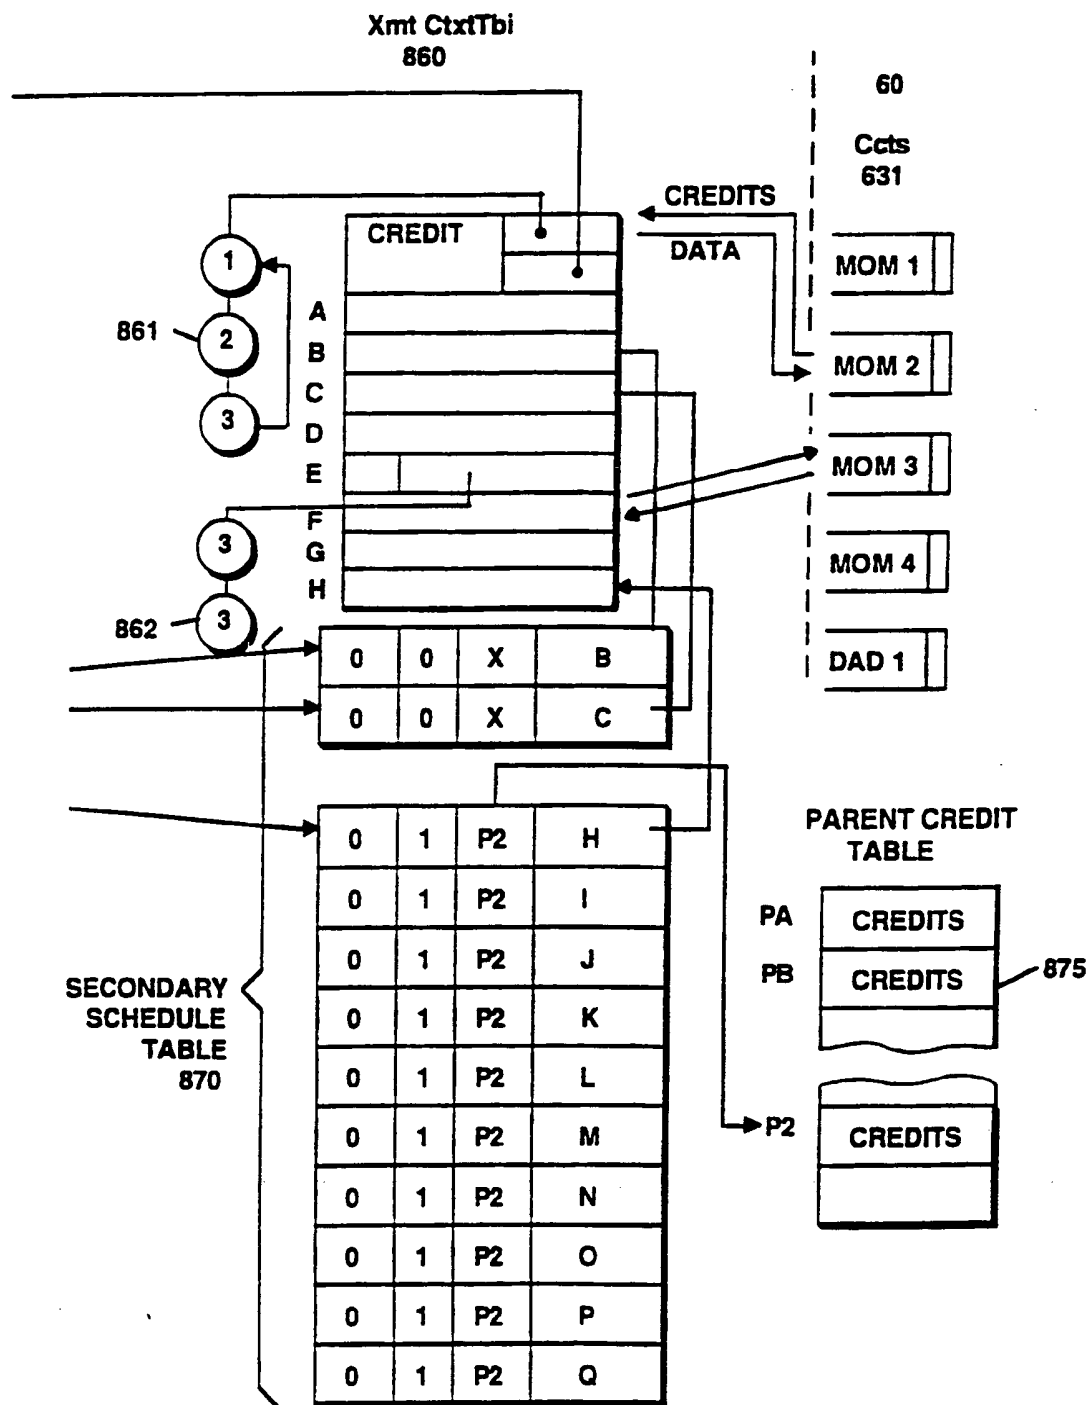 Xmt CtxtTbi
860
60
Ccts
631
CREDITS
DATA
CREDIT
1
2
3
861
A
B
C
D
E
F
G
H
MOM 1
MOM 2
MOM 3
MOM 4
DAD 1
3
3
862
0 0 X B
0 0 X C
0 1 P2 H
0 1 P2 I
0 1 P2 J
0 1 P2 K
0 1 P2 L
0 1 P2 M
0 1 P2 N
0 1 P2 O
0 1 P2 P
0 1 P2 Q
SECONDARY
SCHEDULE
TABLE
870
PARENT CREDIT
TABLE
PA CREDITS
PB CREDITS
875
P2 CREDITS